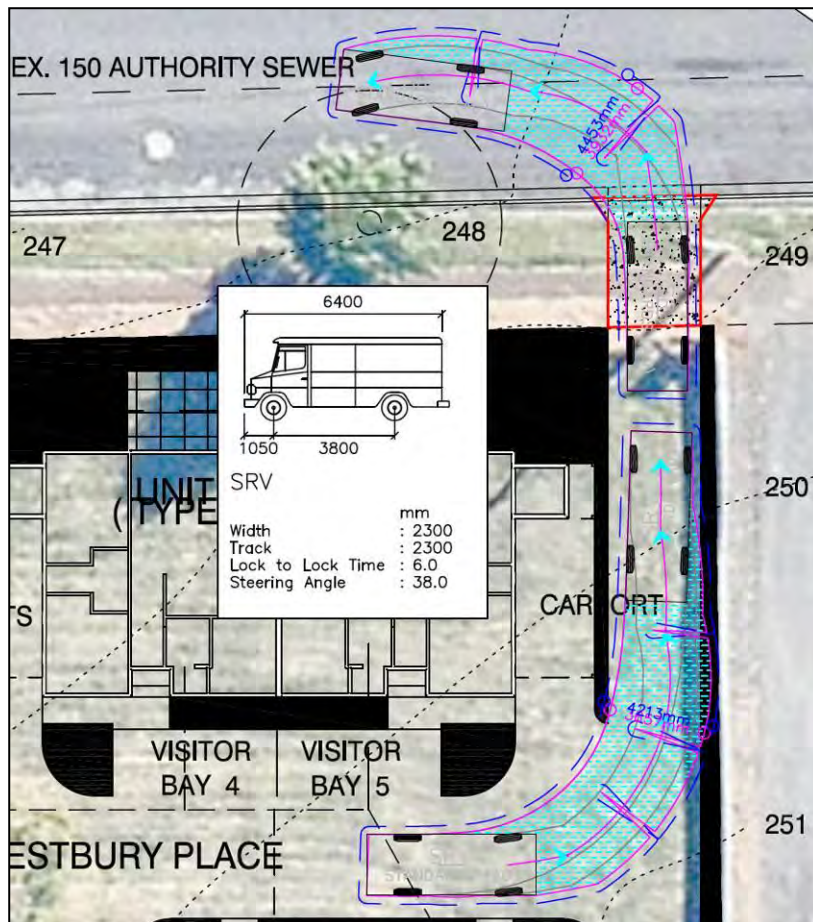 EX. 150 AUTHORITY SEWER
4453mm
3932mm
247
248
249
6400
1050
3800
SRV
mm
Width : 2300
Track : 2300
Lock to Lock Time : 6.0
Steering Angle : 38.0
UNIT
( TYPE
250
CARPORT
TS
4213mm
VISITOR
BAY 4
VISITOR
BAY 5
251
ESTBURY PLACE